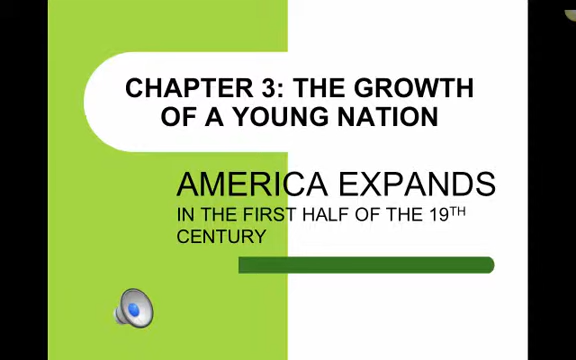 CHAPTER 3: THE GROWTH
OF A YOUNG NATION
AMERICA EXPANDS
IN THE FIRST HALF OF THE 19TH
CENTURY